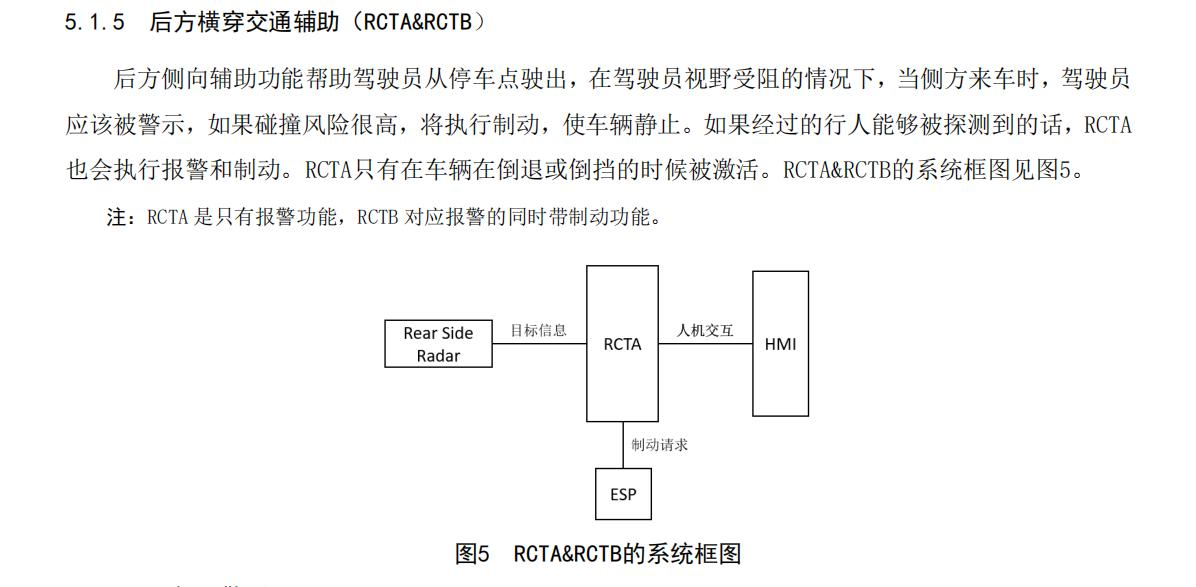 5.1.5 后方横穿交通辅助（RCTA&RCTB）
后方侧向辅助功能帮助驾驶员从停车点驶出，在驾驶员视野受阻的情况下，当侧方来车时，驾驶员
应该被警示，如果碰撞风险很高，将执行制动，使车辆静止。如果经过的行人能够被探测到的话，RCTA
也会执行报警和制动。RCTA只有在车辆在倒退或倒挡的时候被激活。RCTA&RCTB的系统框图见图5。
注：RCTA 是只有报警功能，RCTB 对应报警的同时带制动功能。
Rear Side
Radar
目标信息
RCTA
人机交互
HMI
制动请求
ESP
图5 RCTA&RCTB的系统框图